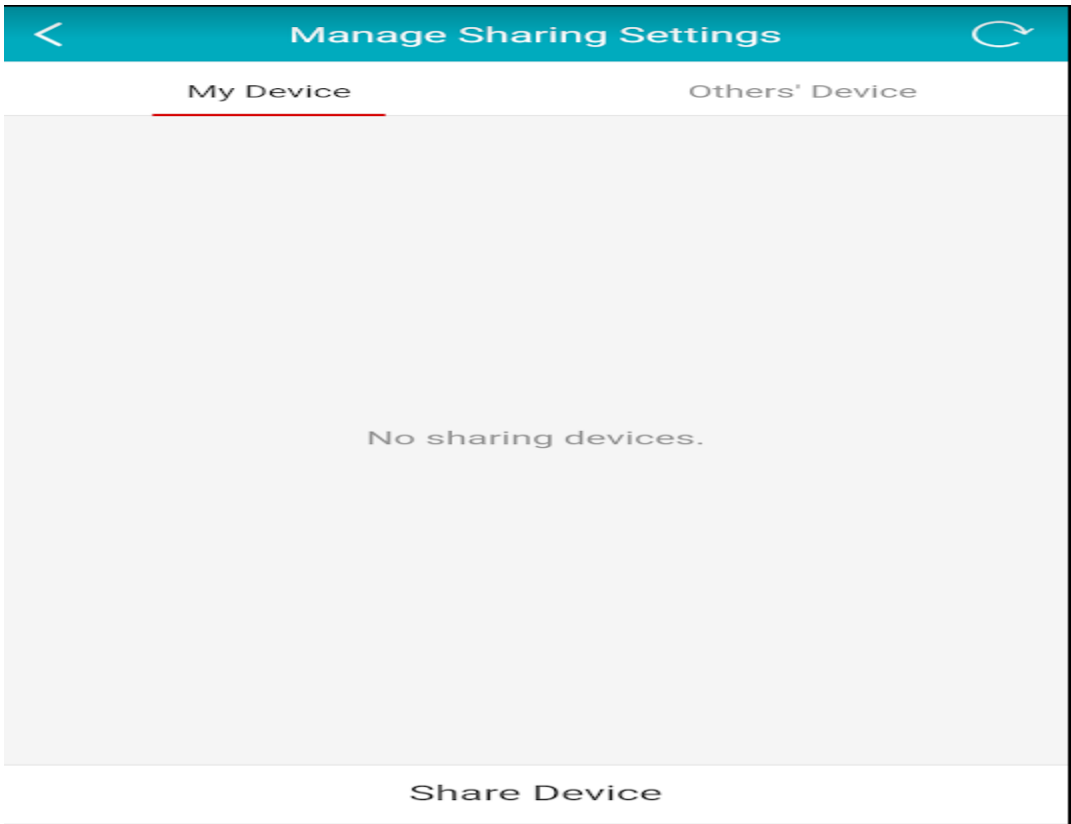 Manage Sharing Settings
My Device
Others' Device
No sharing devices.
Share Device